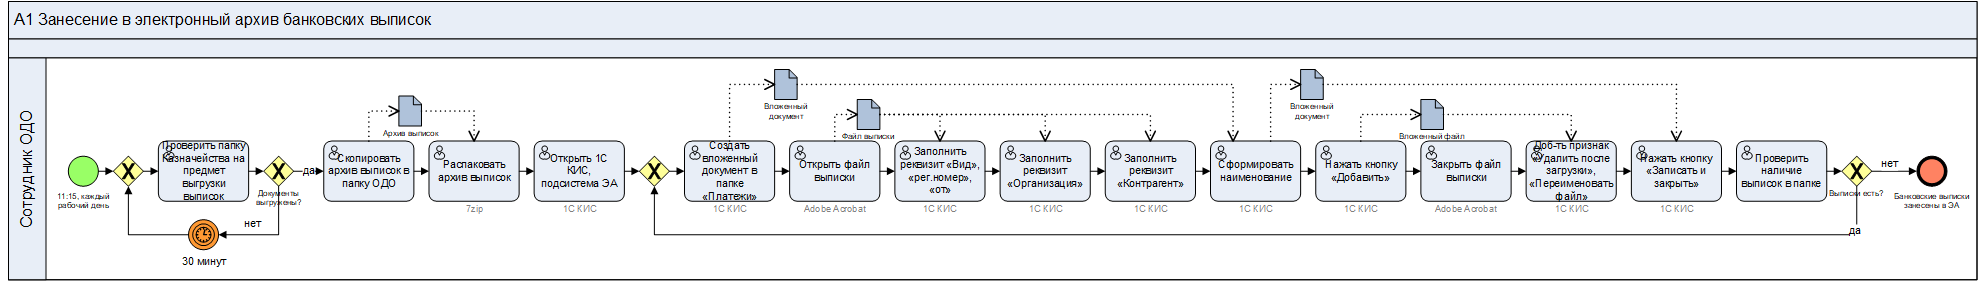 А1 Занесение в электронный архив банковских выписок
Сотрудник ОДО
11:15, каждый
рабочий день
Проверить папку
Казначейства на
предмет
выгрузки
выписок
Документы
выгружены?
да
нет
30 минут
Скопировать
архив выписок в
папку ОДО
Архив выписок
Распаковать
архив выписок
7zip
Открыть 1С
КИС,
подсистема ЭА
1С КИС
Создать
вложенный
документ в
папке
«Платежи»
1С КИС
Вложенный
документ
Открыть файл
выписки
Adobe Acrobat
Файл выписки
Заполнить
реквизит «Вид»,
«рег.номер»,
«от»
1С КИС
Заполнить
реквизит
«Организация»
1С КИС
Заполнить
реквизит
«Контрагент»
1С КИС
Сформировать
наименование
1С КИС
Вложенный
документ
Нажать кнопку
«Добавить»
1С КИС
Вложенный файл
Закрыть файл
выписки
Adobe Acrobat
Доб-ть признак
«Удалить после
загрузки»,
«Переименовать
файл»
1С КИС
Нажать кнопку
«Записать и
закрыть»
1С КИС
Проверить
наличие
выписок в папке
Выписки есть?
нет
да
Банковские выписки
занесены в ЭА